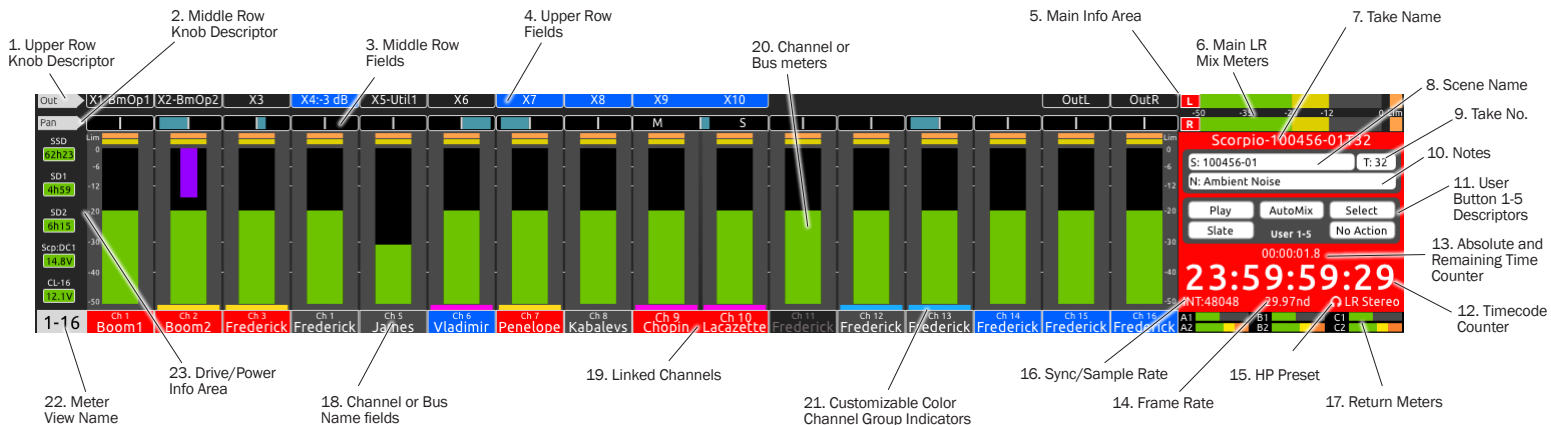 2. Middle Row
Knob Descriptor
4. Upper Row
Fields
5. Main Info Area
7. Take Name
1. Upper Row
Knob Descriptor
3. Middle Row
Fields
20. Channel or
Bus meters
6. Main LR
Mix Meters
8. Scene Name
9. Take No.
10. Notes
11. User
Button 1-5
Descriptors
13. Absolute and
Remaining Time
Counter
12. Timecode
Counter
Out X1-BmOp1 X2-BmOp2 X3 X4:-3 dB X5-Util1 X6 X7 X8 X9 X10 OutL OutR
Pan M S
L
-50 -35 -12 0
R
SSD
62h23
SD1
4h59
SD2
6h15
Scp:DC1
14.8V
CL-16
12.1V
Lim
0
-6
-12
-20
-30
-40
-50
Lim
0
-6
-12
-20
-30
-40
-50
Scorpio-100456-01T32
S: 100456-01 T: 32
N: Ambient Noise
Play AutoMix Select
Slate User 1-5 No Action
00:00:01.8
23:59:59:29
INT:48048 29.97nd LR Stereo
A1 B1 C1
A2 B2 C2
1-16
Ch 1
Boom1
Ch 2
Boom2
Ch 3
Frederick
Ch 1
Frederick
Ch 5
James
Ch 6
Vladimir
Ch 7
Penelope
Ch 8
Kabalevs
Ch 9
Chopin
Ch 10
Lacazette
Ch 11
Frederick
Ch 12
Frederick
Ch 13
Frederick
Ch 14
Frederick
Ch 15
Frederick
Ch 16
Frederick
23. Drive/Power
Info Area
22. Meter
View Name
18. Channel or Bus
Name fields
19. Linked Channels
21. Customizable Color
Channel Group Indicators
16. Sync/Sample Rate
14. Frame Rate
15. HP Preset
17. Return Meters